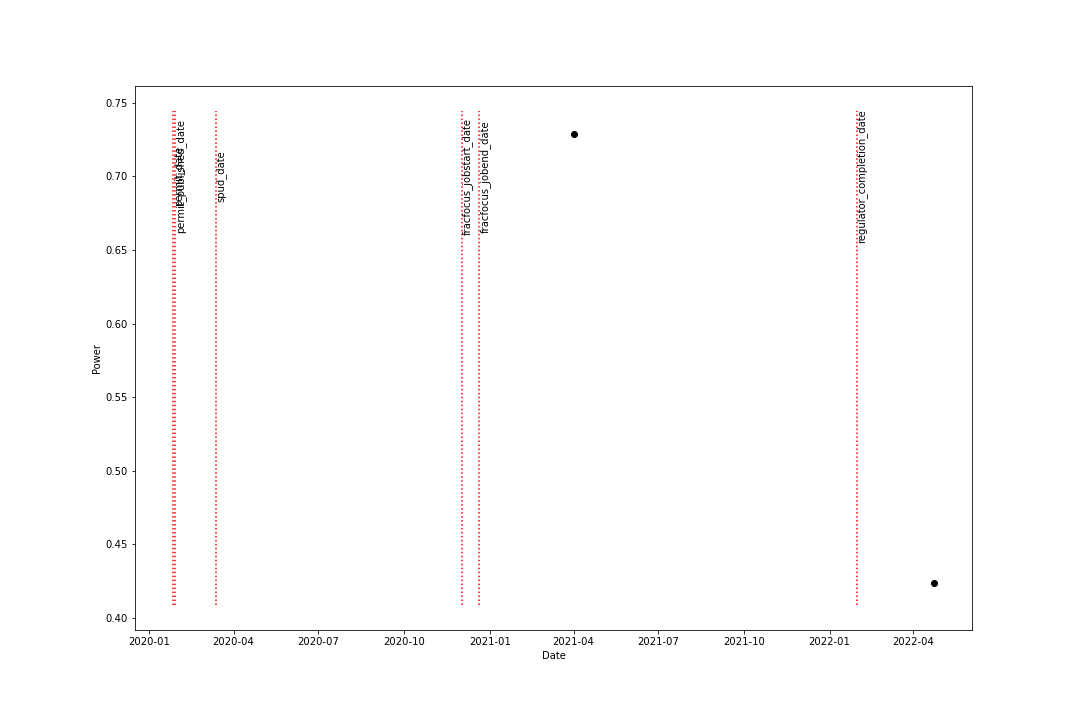 0.75
0.70
0.65
0.60
0.55
0.50
0.45
0.40
Power
permit_date
permit_published_date
spud_date
fracfocus_jobstart_date
fracfocus_jobend_date
regulator_completion_date
2020-01
2020-04
2020-07
2020-10
2021-01
2021-04
2021-07
2021-10
2022-01
2022-04
Date